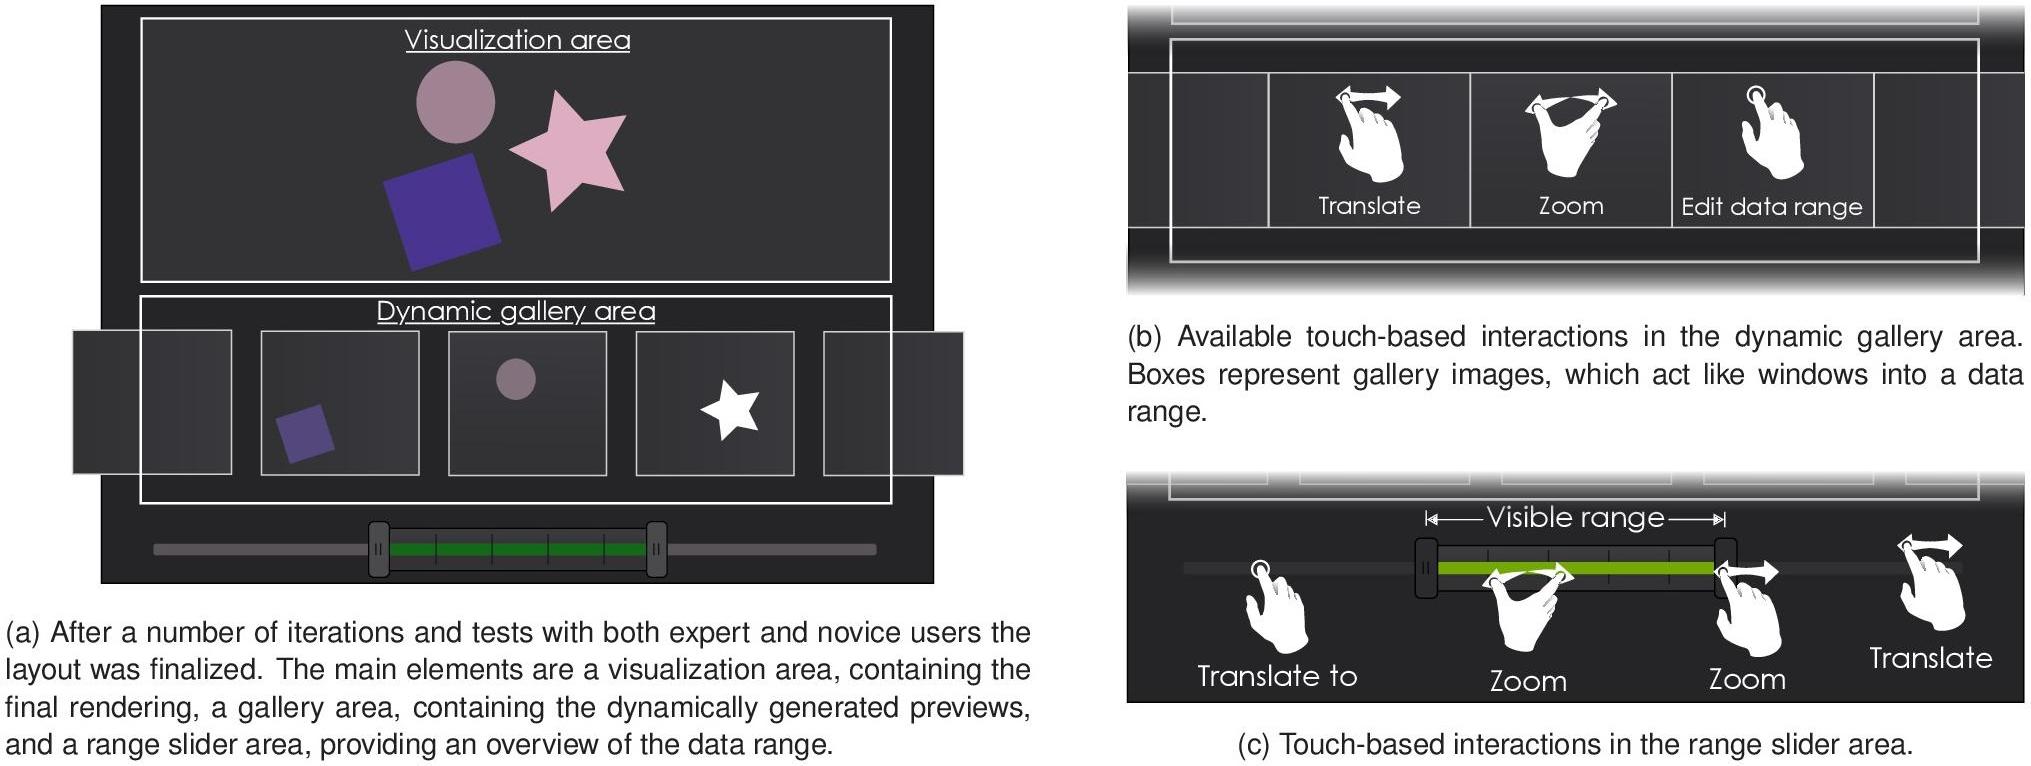 Visualization area
Dynamic gallery area
(a) After a number of iterations and tests with both expert and novice users the
layout was finalized. The main elements are a visualization area, containing the
final rendering, a gallery area, containing the dynamically generated previews,
and a range slider area, providing an overview of the data range.
Translate
Zoom
Edit data range
(b) Available touch-based interactions in the dynamic gallery area.
Boxes represent gallery images, which act like windows into a data
range.
Visible range
Translate to
Zoom
Zoom
Translate
(c) Touch-based interactions in the range slider area.